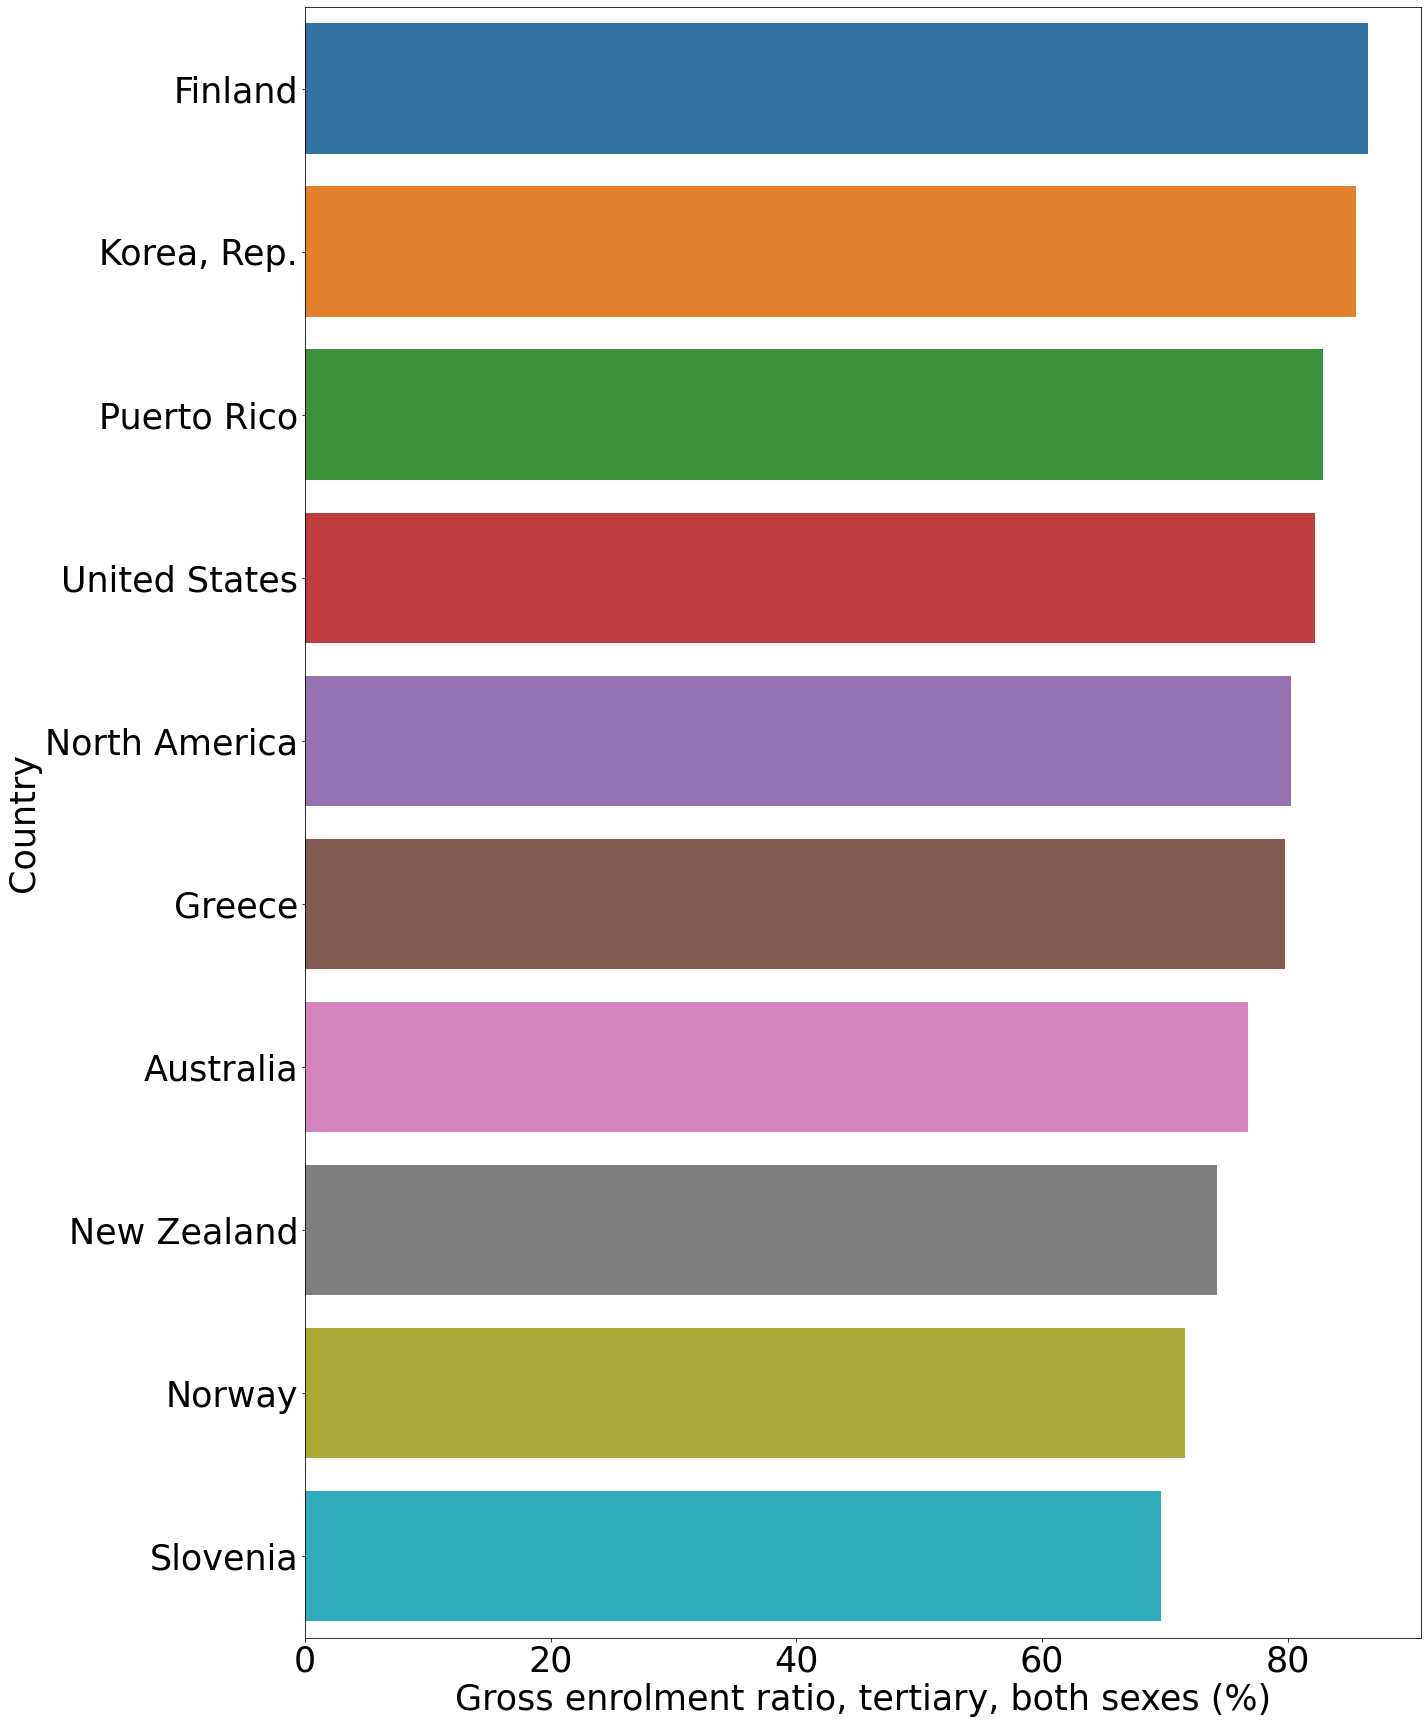 Finland
Korea, Rep.
Puerto Rico
United States
North America
Greece
Australia
New Zealand
Norway
Slovenia
Country
0 20 40 60 80
Gross enrolment ratio, tertiary, both sexes (%)